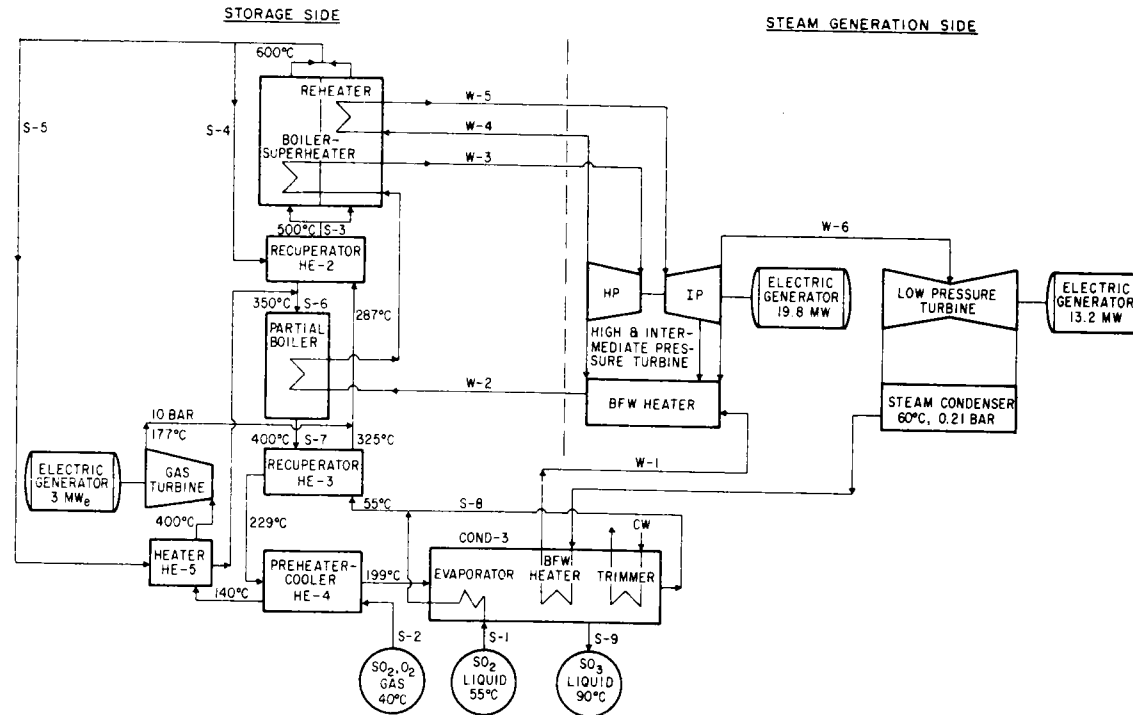 STORAGE SIDE
STEAM GENERATION SIDE
600°C
REHEATER
W-5
S-5
S-4
W-4
BOILER-
SUPERHEATER
W-3
500°C
S-3
W-6
RECUPERATOR
HE-2
HP
IP
ELECTRIC
GENERATOR
19.8 MW
LOW PRESSURE
TURBINE
ELECTRIC
GENERATOR
13.2 MW
350°C
S-6
287°C
PARTIAL
BOILER
HIGH & INTER-
MEDIATE PRES-
SURE TURBINE
W-2
BFW HEATER
STEAM CONDENSER
60°C, 0.21 BAR
10 BAR
177°C
400°C
S-7
325°C
ELECTRIC
GENERATOR
3 MWe
GAS
TURBINE
RECUPERATOR
HE-3
W-1
400°C
229°C
55°C
S-8
CW
COND-3
HEATER
HE-5
PREHEATER-
COOLER
HE-4
199°C
EVAPORATOR
BFW
HEATER
TRIMMER
140°C
S-2
S-1
S-9
SO2, O2
GAS
40°C
SO2
LIQUID
55°C
SO3
LIQUID
90°C